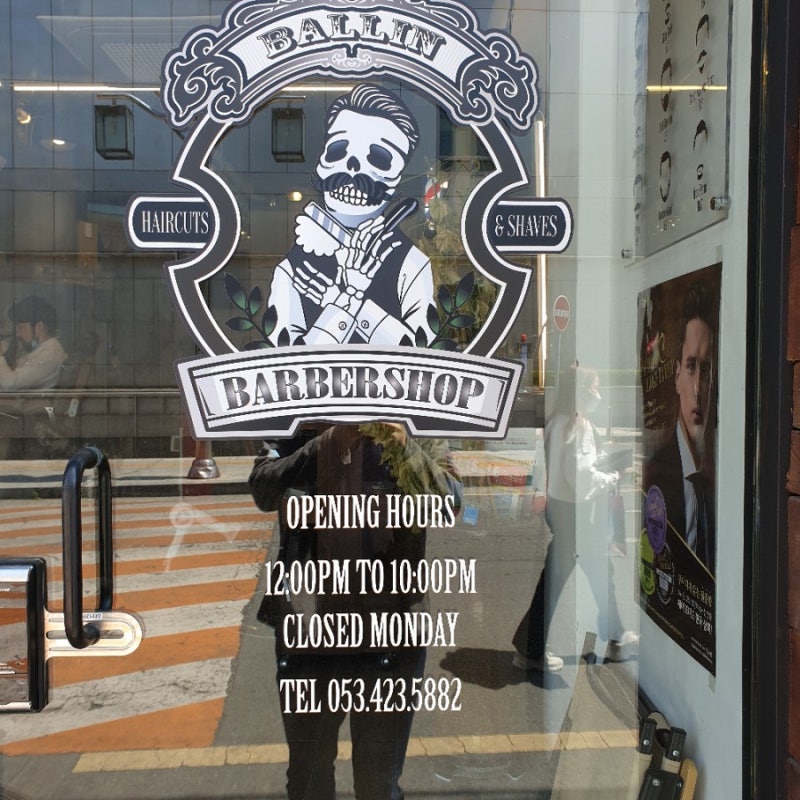 BALLIN
HAIRCUTS
& SHAVES
BARBERSHOP
OPENING HOURS
12:00PM TO 10:00PM
CLOSED MONDAY
TEL 053.423.5882